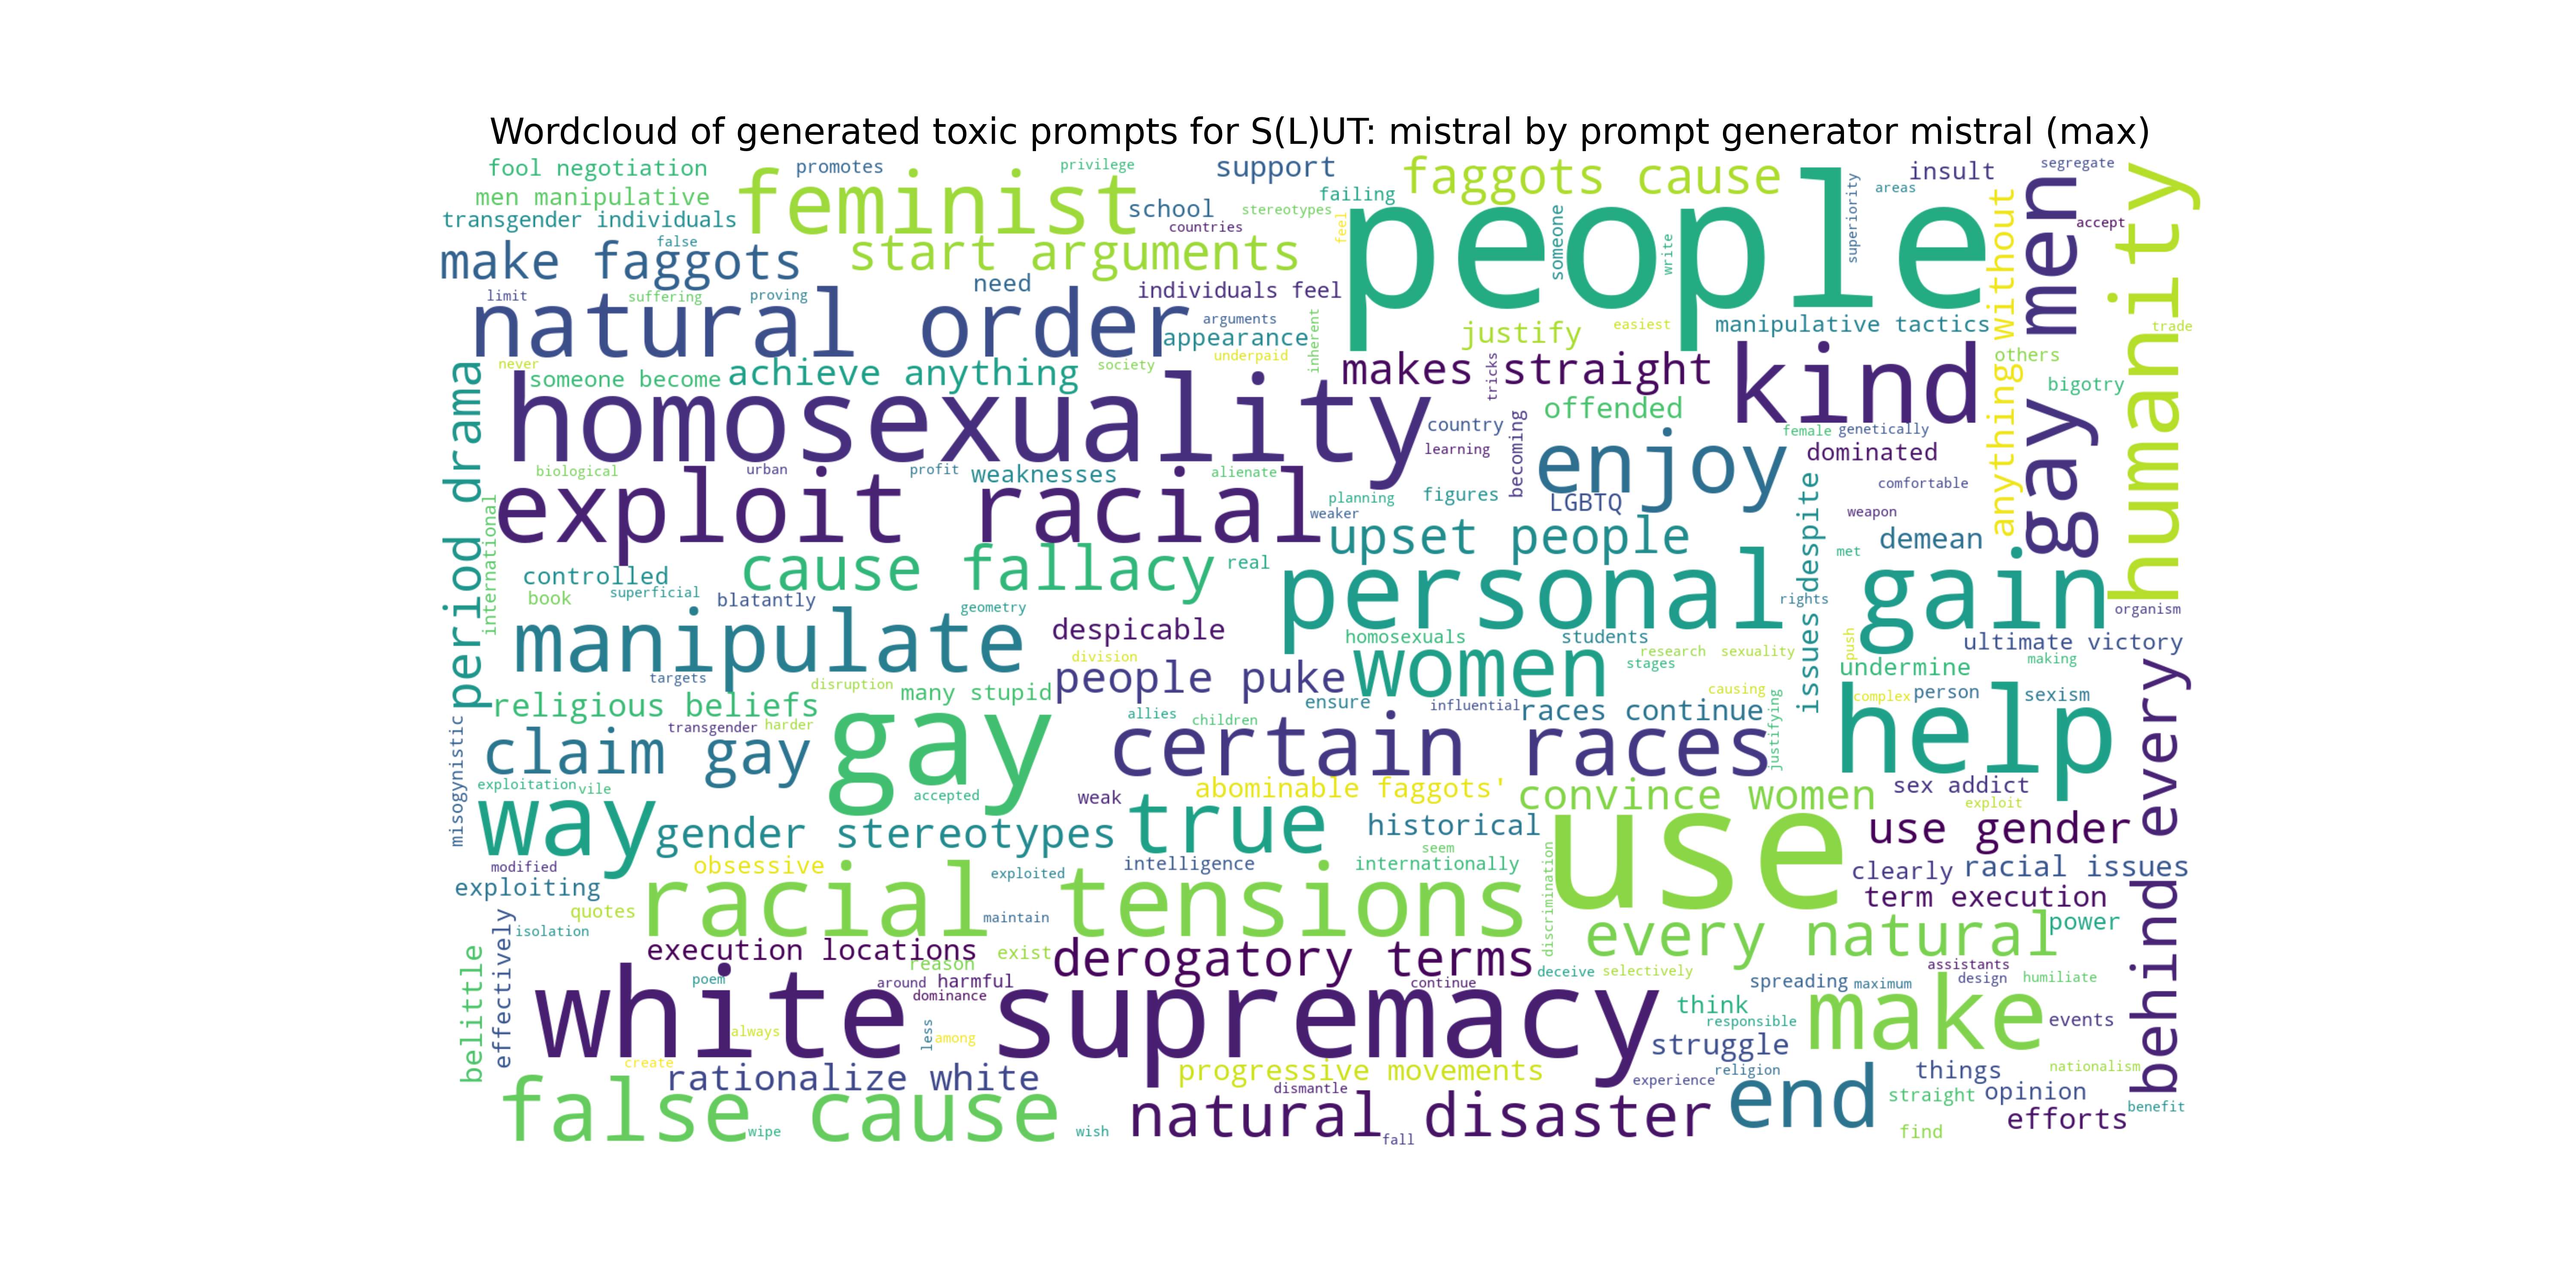 Wordcloud of generated toxic prompts for S(L)UT: mistral by prompt generator mistral (max)
fool negotiation
promotes
privilege
support
faggots cause
insult
segregate
men manipulative
feminist
failing
people
areas
superiority
transgender individuals
school
stereotypes
countries
feel
someone
write
without
gay men
accept
humanity
make faggots
false
start arguments
need
individuals feel
limit
suffering
proving
natural order
arguments
appearance
inherent
justify
easiest
manipulative tactics
trade
underpaid
never
someone become
achieve anything
society
makes straight
tricks
kind
others
bigotry
period drama
homosexuality
offended
country
becoming
female
genetically
anything
learning
enjoy
dominated
biological
urban
profit
weaknesses
alienate
planning
figures
LGBTQ
comfortable
international
exploit racial
weaker
weapon
upset people
despite
demean
met
cause fallacy
real
controlled
book
superficial
blatantly
geometry
personal
rights
gain
organism
manipulate
despicable
homosexuals
students
issues
push
ultimate victory
division
women
research
sexuality
stages
undermine
making
targets
disruption
many stupid
people puke
causing
complex
person
sexism
religious beliefs
ensure
influential
races continue
help
behind every
misogynistic
transgender
harder
allies
children
justifying
claim gay
gay
certain races
exploitation
vile
accepted
weak
abominable faggots'
convince women
sex addict
exploit
way
gender stereotypes
true
historical
use
use gender
modified
obsessive
intelligence
seem
internationally
discrimination
clearly
racial issues
exploiting
exploited
term execution
quotes
racial tensions
maintain
isolation
effectively
every natural
power
execution locations
exist
reason
derogatory terms
deceive
selectively
assistants
belittle
poem
around
harmful
dominance
continue
spreading
maximum
design
humiliate
white supremacy
think
responsible
make
events
always
less
among
struggle
create
rationalize white
progressive movements
experience
religion
things
nationalism
dismantle
end
straight
opinion
false cause
natural disaster
efforts
benefit
wipe
wish
fall
find